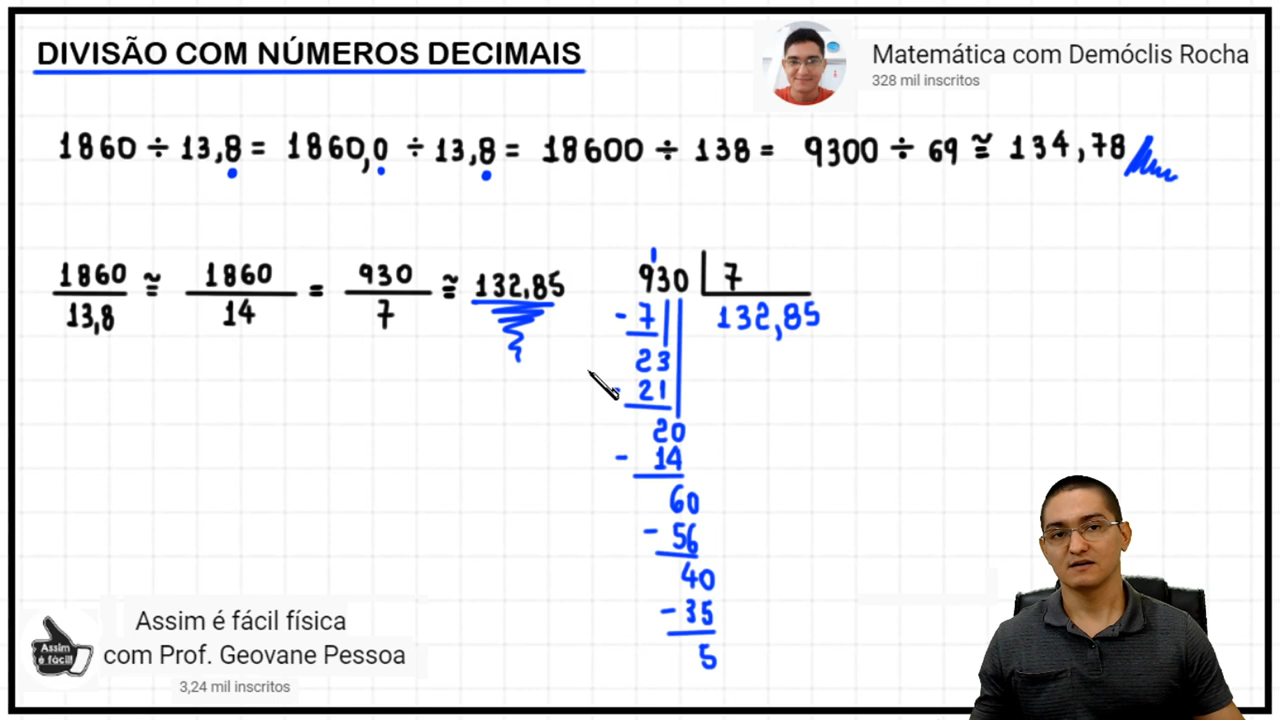 DIVISÃO COM NÚMEROS DECIMAIS
Matemática com Demóclis Rocha
328 mil inscritos
1860 ÷ 13,8 = 1860,0 ÷ 13,8 = 18600 ÷ 138 = 9300 ÷ 69 ≅ 134,78
1860/13,8 ≅ 1860/14 = 930/7 ≅ 132,85
1
930 | 7
132,85
- 7
23
- 21
20
- 14
60
- 56
40
- 35
5
Assim é fácil!
Assim é fácil física
com Prof. Geovane Pessoa
3,24 mil inscritos